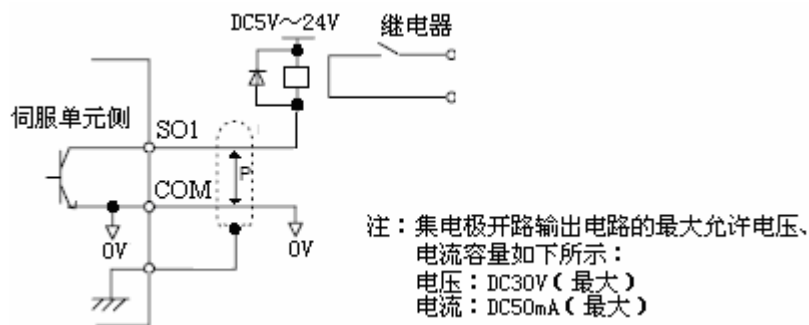 DC5V～24V
继电器
伺服单元侧
SO1
P
COM
0V
0V
注：集电极开路输出电路的最大允许电压、
电流容量如下所示：
电压：DC30V（最大）
电流：DC50mA（最大）